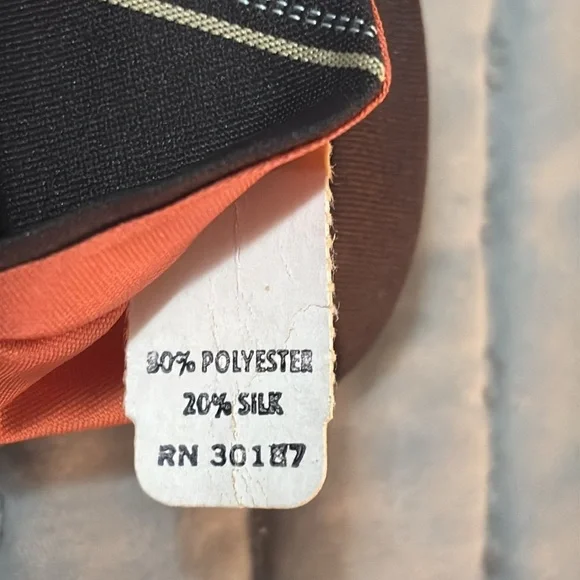 80% POLYESTER
20% SILK
RN 30187